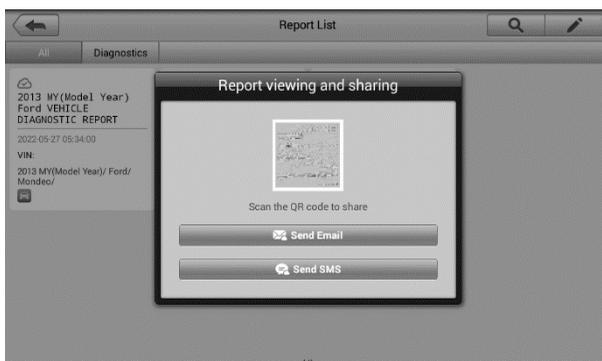 Report List
All
Diagnostics
2013 MY(Model Year)
Ford VEHICLE
DIAGNOSTIC REPORT
2022-05-27 05:34:00
VIN:
2013 MY(Model Year)/ Ford/
Mondeo/
Report viewing and sharing
Scan the QR code to share
Send Email
Send SMS